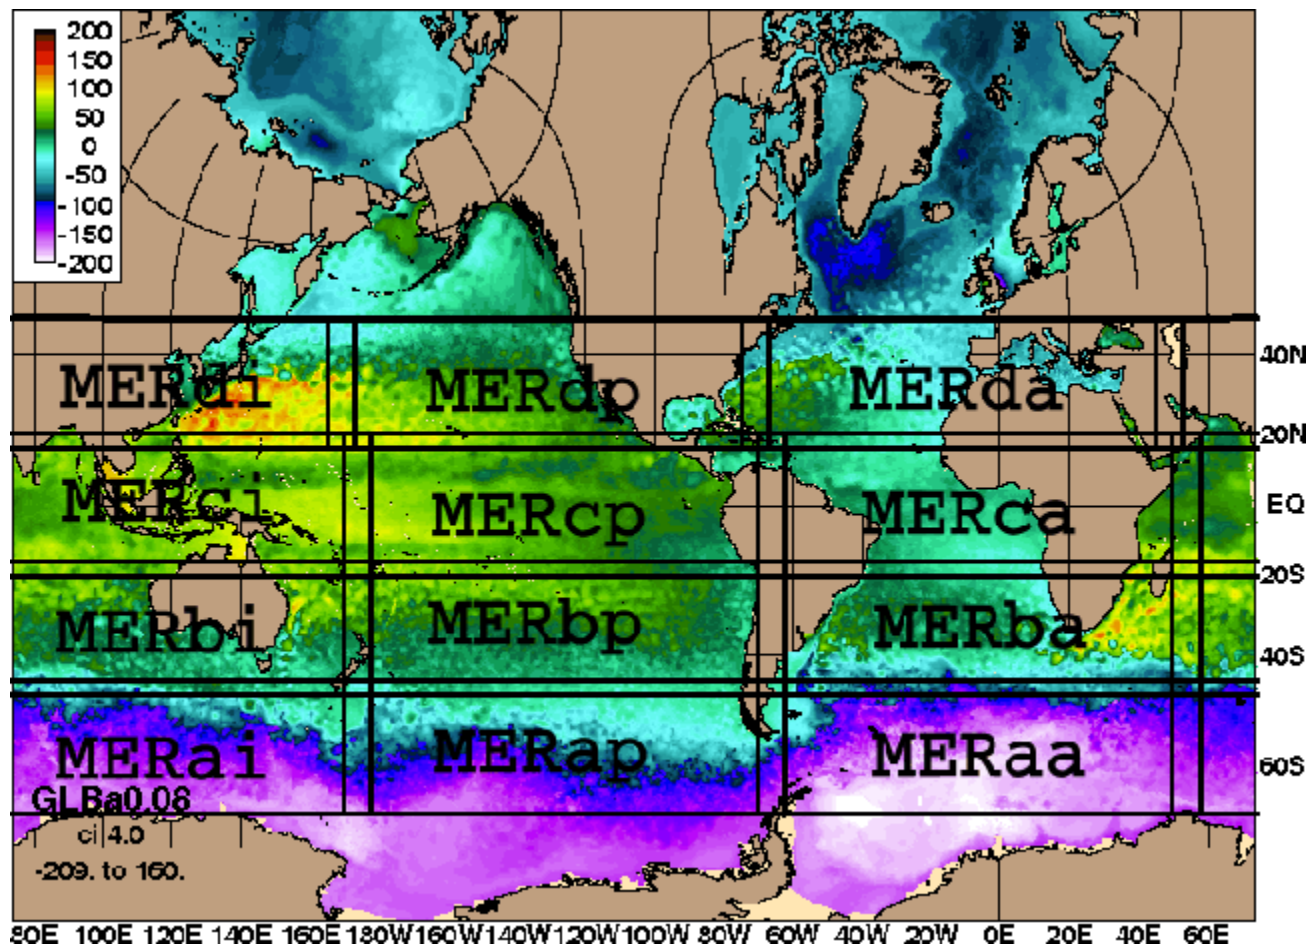 200
150
100
50
0
-50
-100
-150
-200
40N
MERdi MERdp MERda
20N
MERci MERcp MERca
EQ
20S
MERbi MERbp MERba
40S
MERai MERap MERaa
60S
GLBa0.08
ci 4.0
-209. to 160.
80E 100E 120E 140E 160E 180W 160W 140W 120W 100W 80W 60W 40W 20W 0E 20E 40E 60E